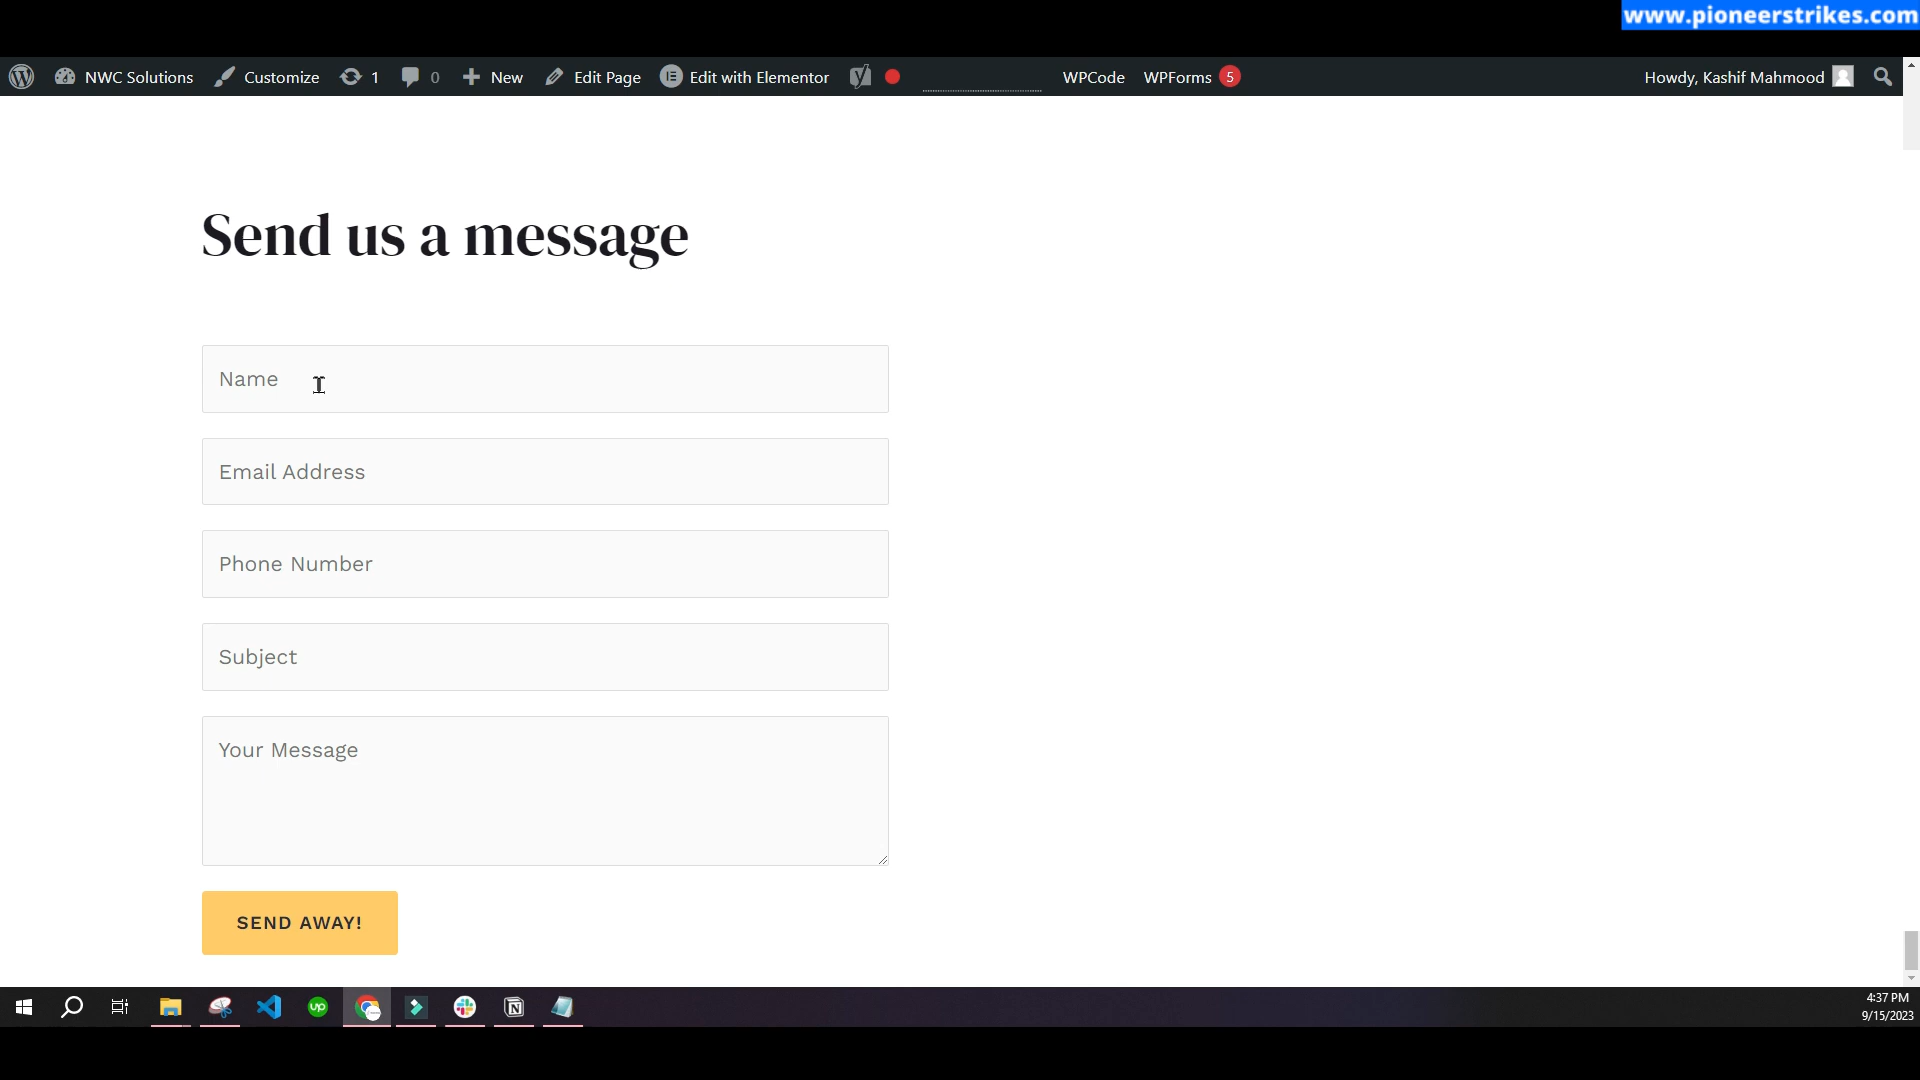 www.pioneerstrikes.com
NWC Solutions Customize 1 0 New Edit Page Edit with Elementor WPCode WPForms 5 Howdy, Kashif Mahmood
Send us a message
Name
Email Address
Phone Number
Subject
Your Message
SEND AWAY!
4:37 PM
9/15/2023